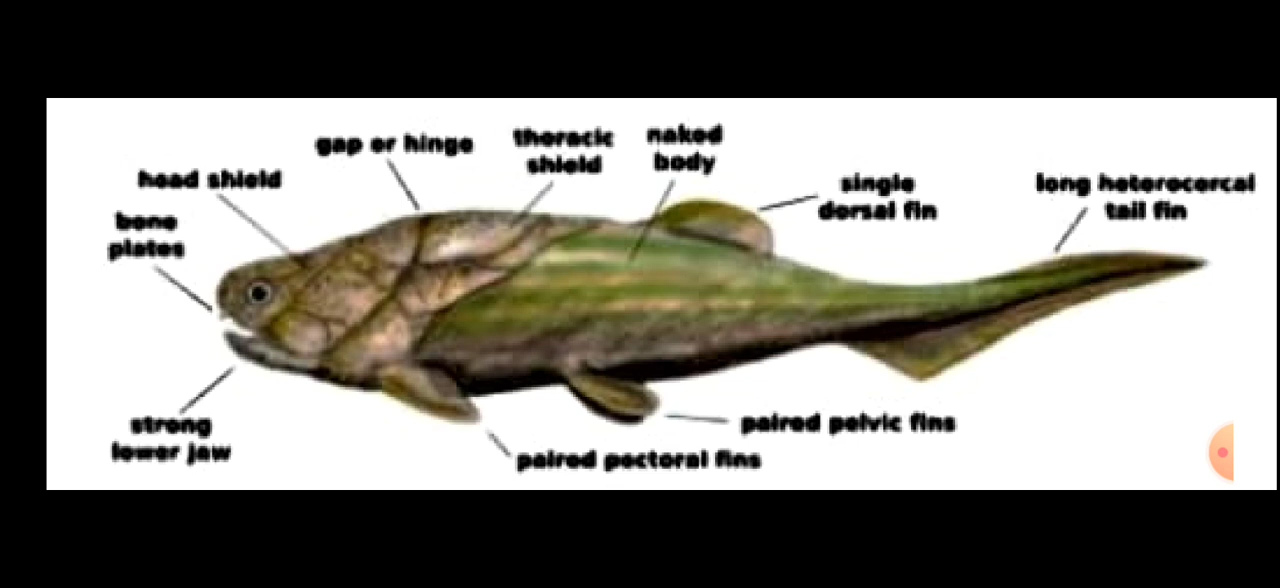 gap or hinge
thoracic
shield
naked
body
head shield
single
dorsal fin
long heterocercal
tail fin
bone
plates
strong
lower jaw
paired pelvic fins
paired pectoral fins